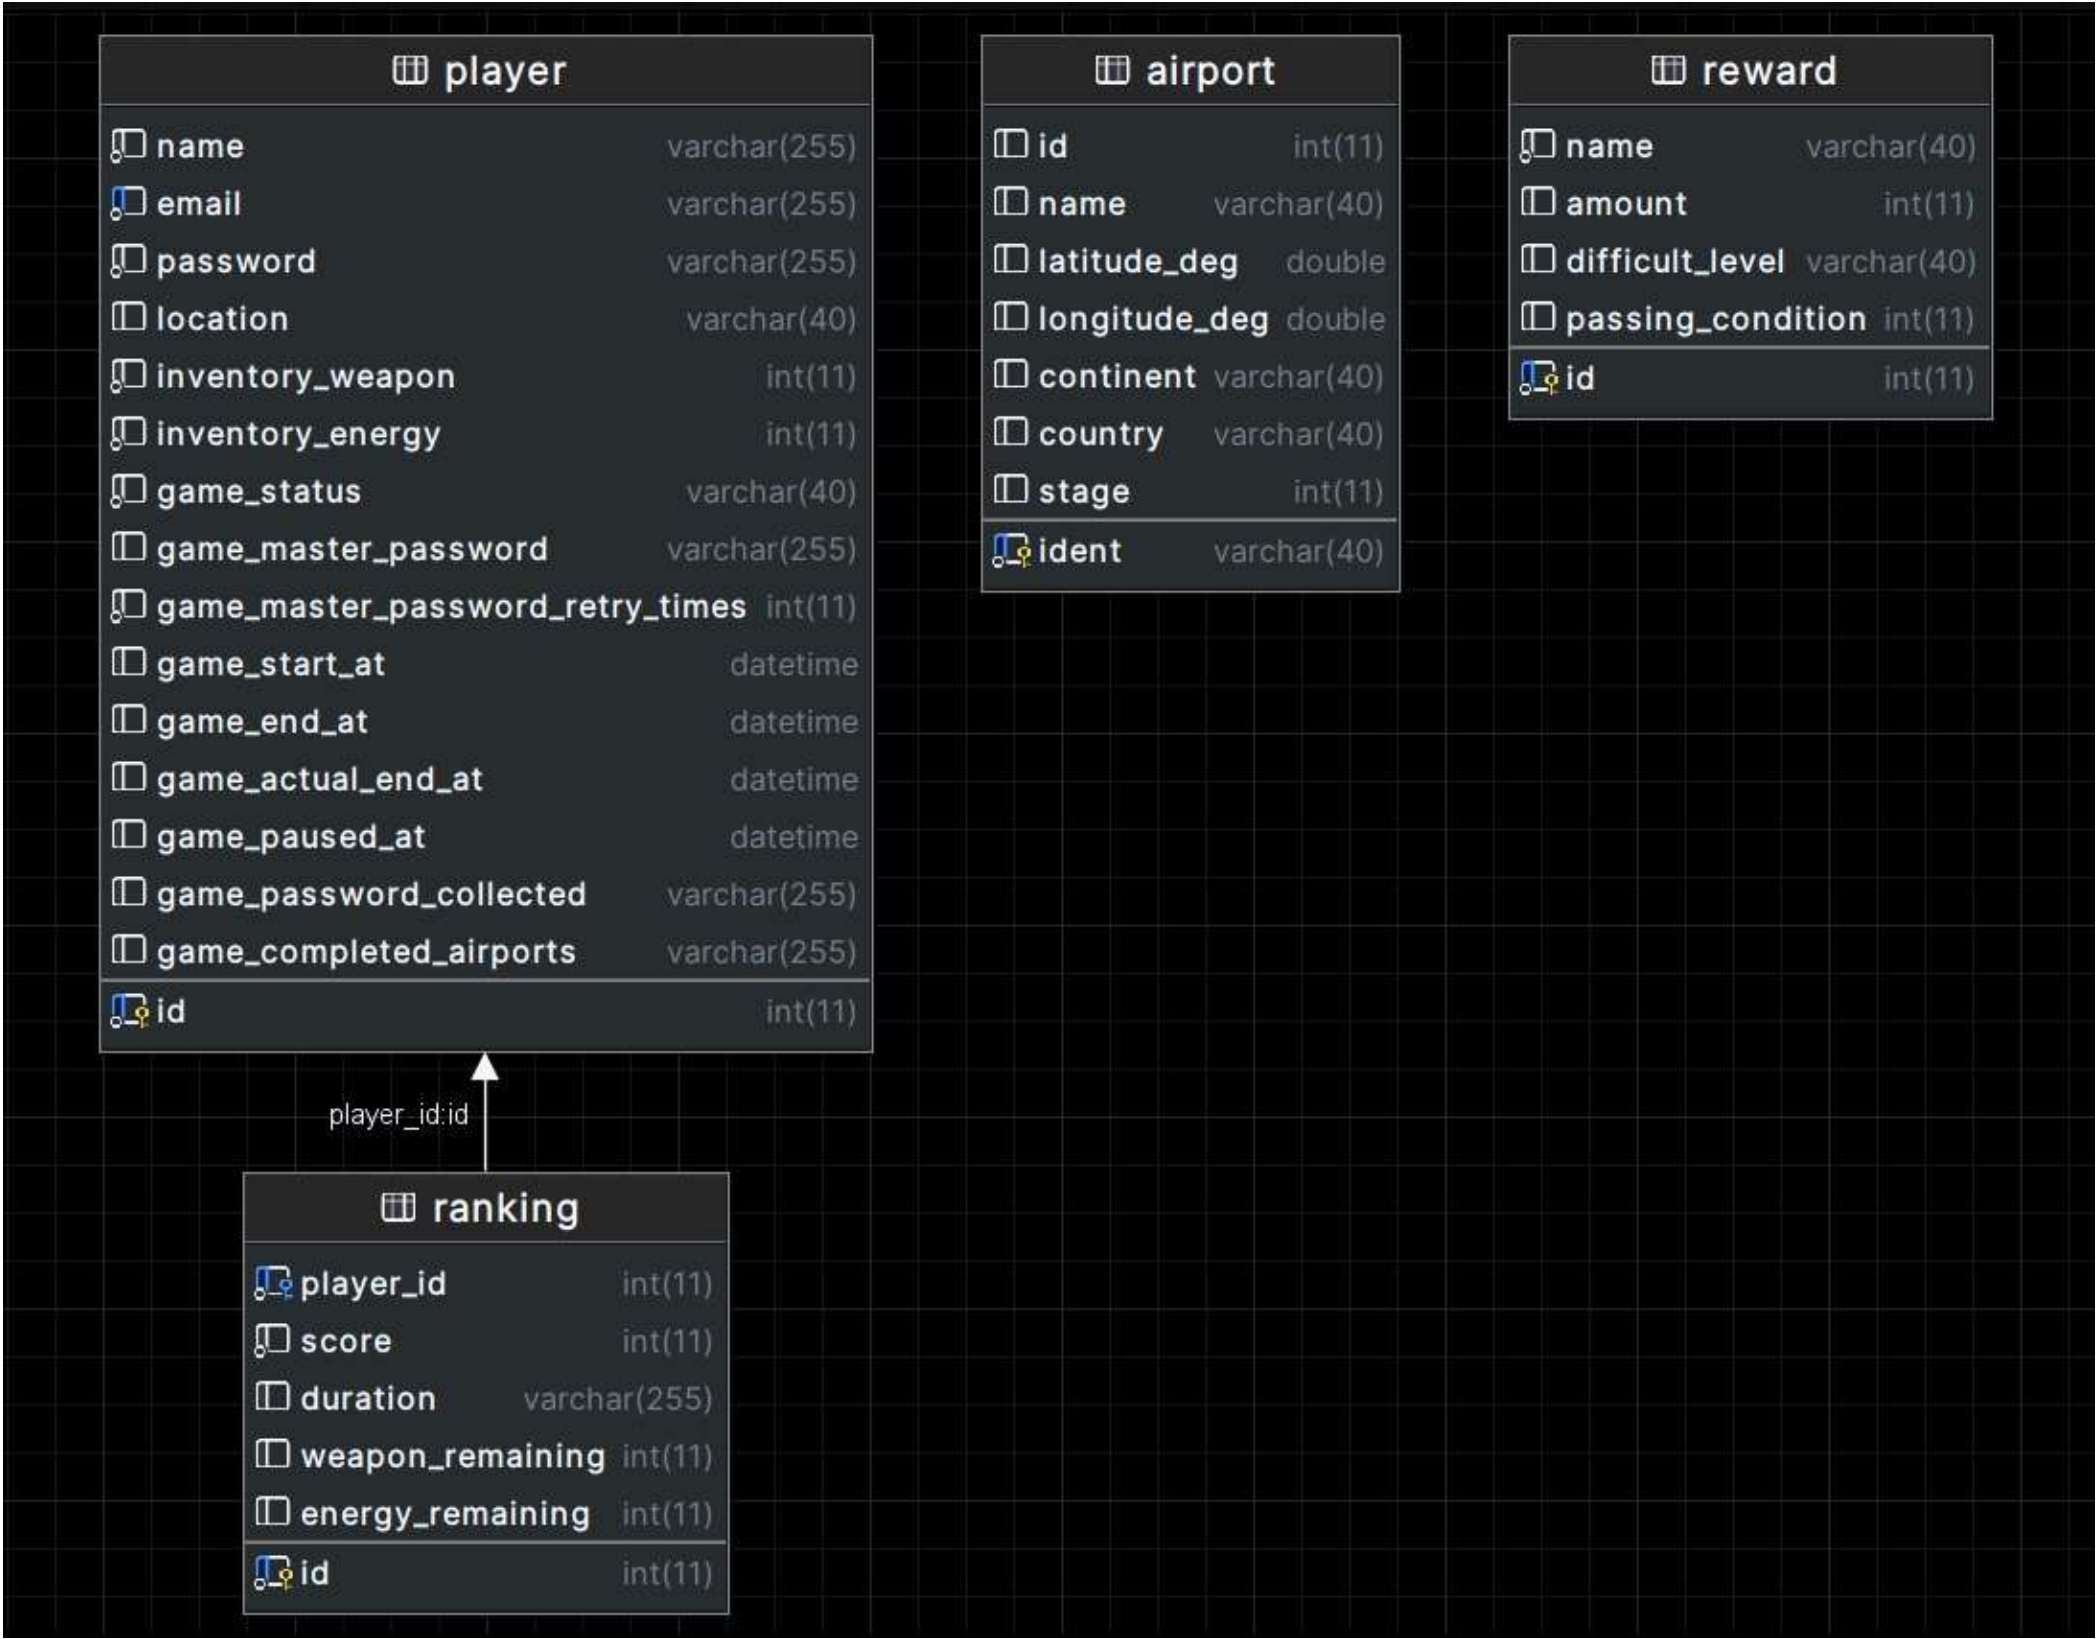 player
name varchar(255)
email varchar(255)
password varchar(255)
location varchar(40)
inventory_weapon int(11)
inventory_energy int(11)
game_status varchar(40)
game_master_password varchar(255)
game_master_password_retry_times int(11)
game_start_at datetime
game_end_at datetime
game_actual_end_at datetime
game_paused_at datetime
game_password_collected varchar(255)
game_completed_airports varchar(255)
id int(11)
airport
id int(11)
name varchar(40)
latitude_deg double
longitude_deg double
continent varchar(40)
country varchar(40)
stage int(11)
ident varchar(40)
reward
name varchar(40)
amount int(11)
difficult_level varchar(40)
passing_condition int(11)
id int(11)
player_id:id
ranking
player_id int(11)
score int(11)
duration varchar(255)
weapon_remaining int(11)
energy_remaining int(11)
id int(11)